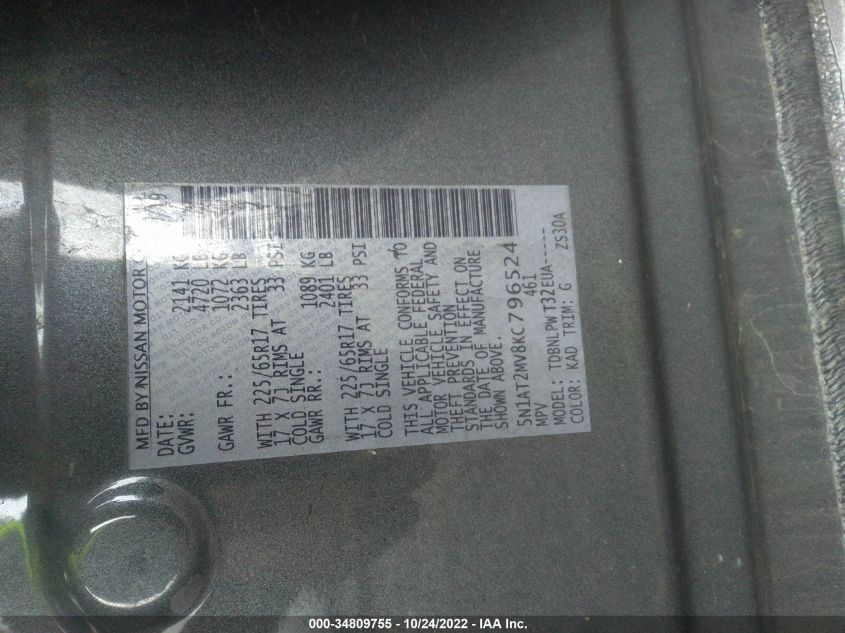 MFD BY NISSAN MOTOR
DATE:
GVWR: 2141 KG
4720 LB
GAWR FR.: 1072 KG
2363 LB
WITH 225/65R17 TIRES
17 X 7J RIMS AT 33 PSI
COLD SINGLE
GAWR RR.: 1089 KG
2401 LB
WITH 225/65R17 TIRES
17 X 7J RIMS AT 33 PSI
COLD SINGLE
THIS VEHICLE CONFORMS TO
ALL APPLICABLE FEDERAL
MOTOR VEHICLE SAFETY AND
THEFT PREVENTION
STANDARDS IN EFFECT ON
THE DATE OF MANUFACTURE
SHOWN ABOVE.
5N1AT2MV8KC796524
MPV 461
MODEL: TDBNLPWT32EUA-----
COLOR: KAD TRIM: G ZS30A
000-34809755 - 10/24/2022 - IAA Inc.